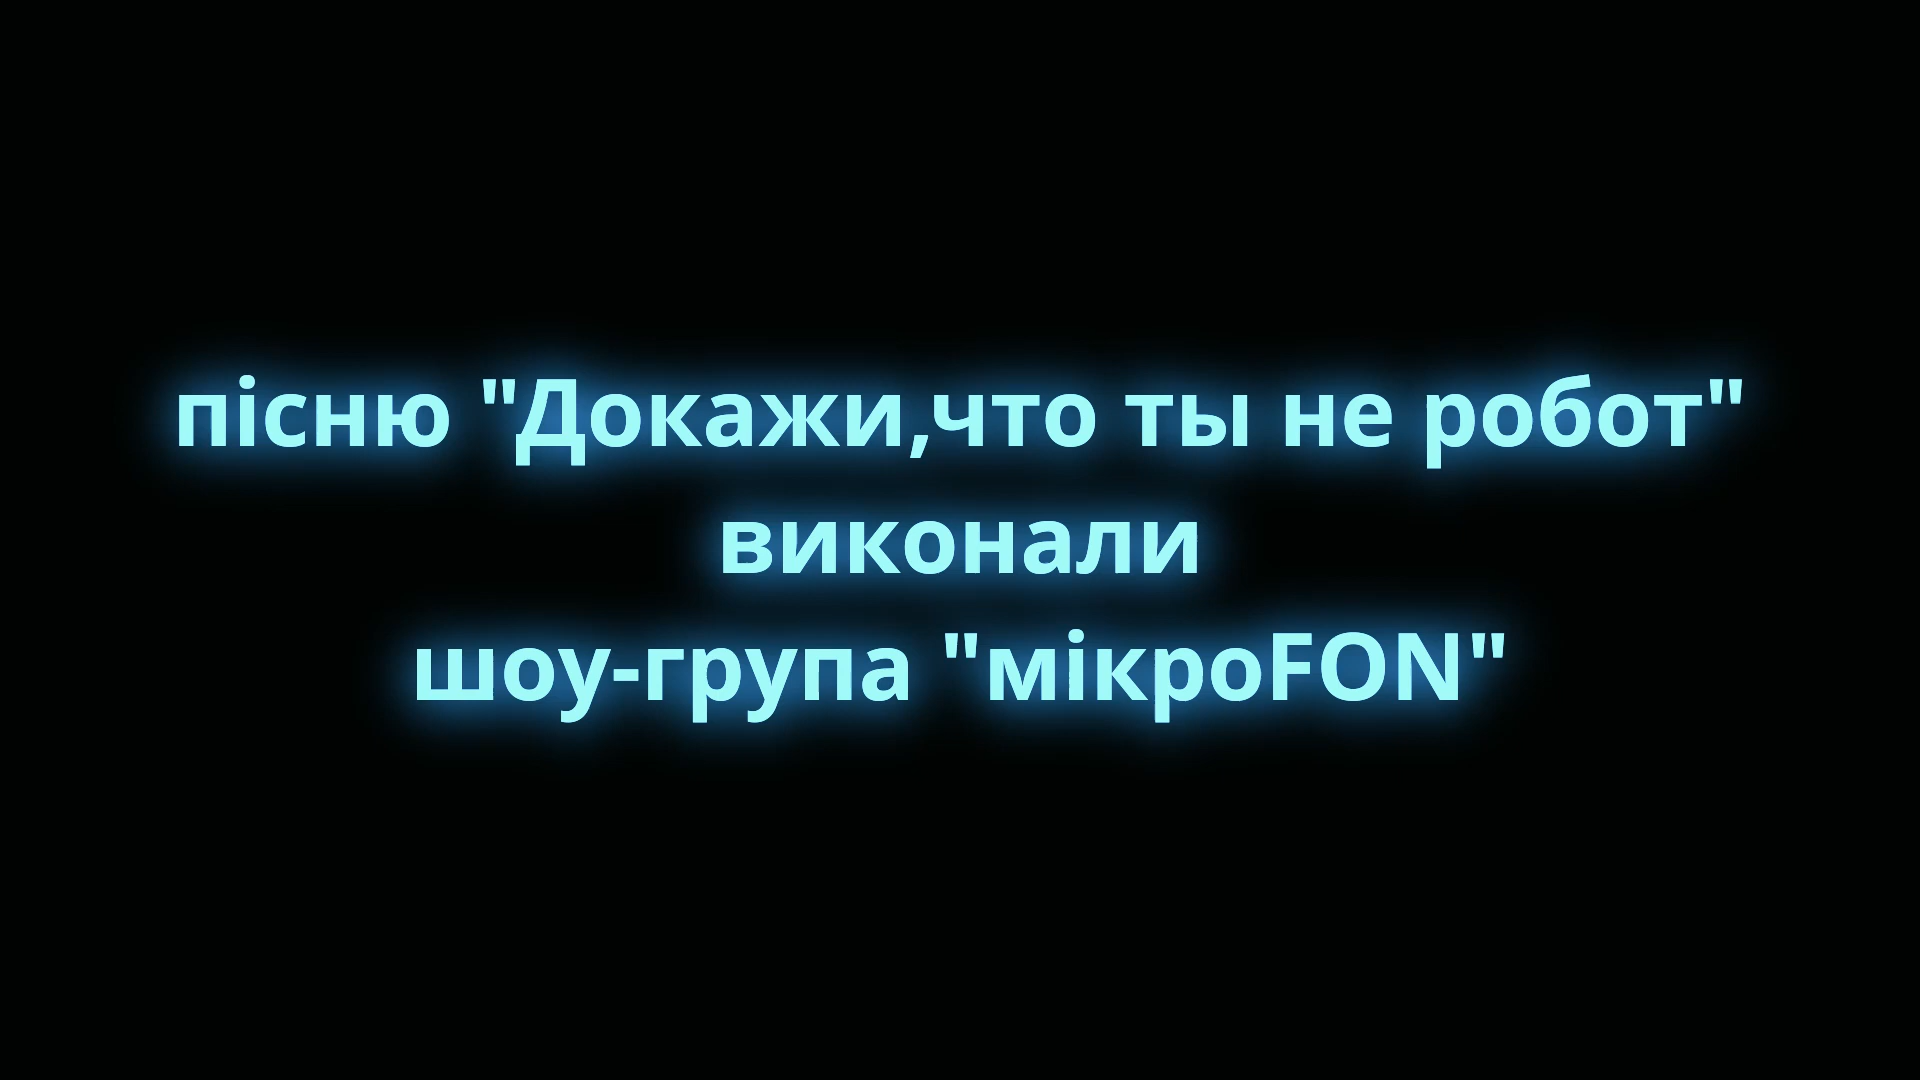 пісню "Докажи,что ты не робот"
виконали
шоу-група "мікроFON"